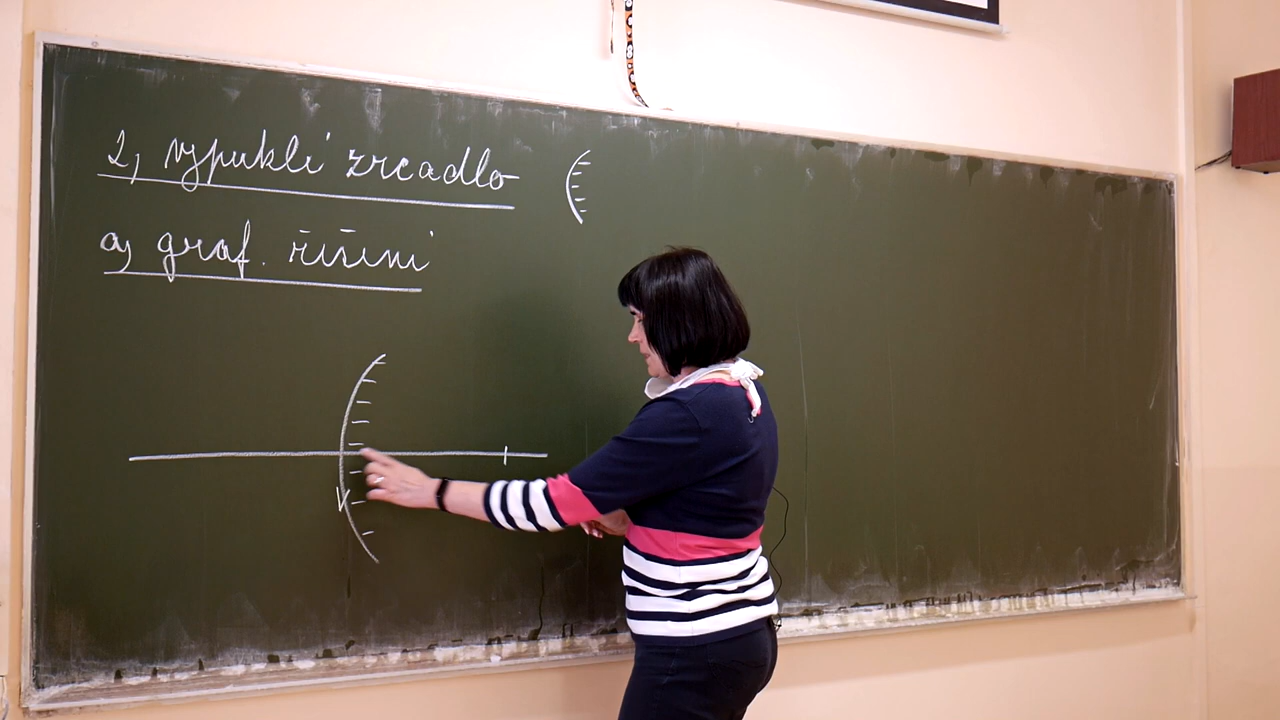 2, vypuklé zrcadlo
a, graf. řešení
V